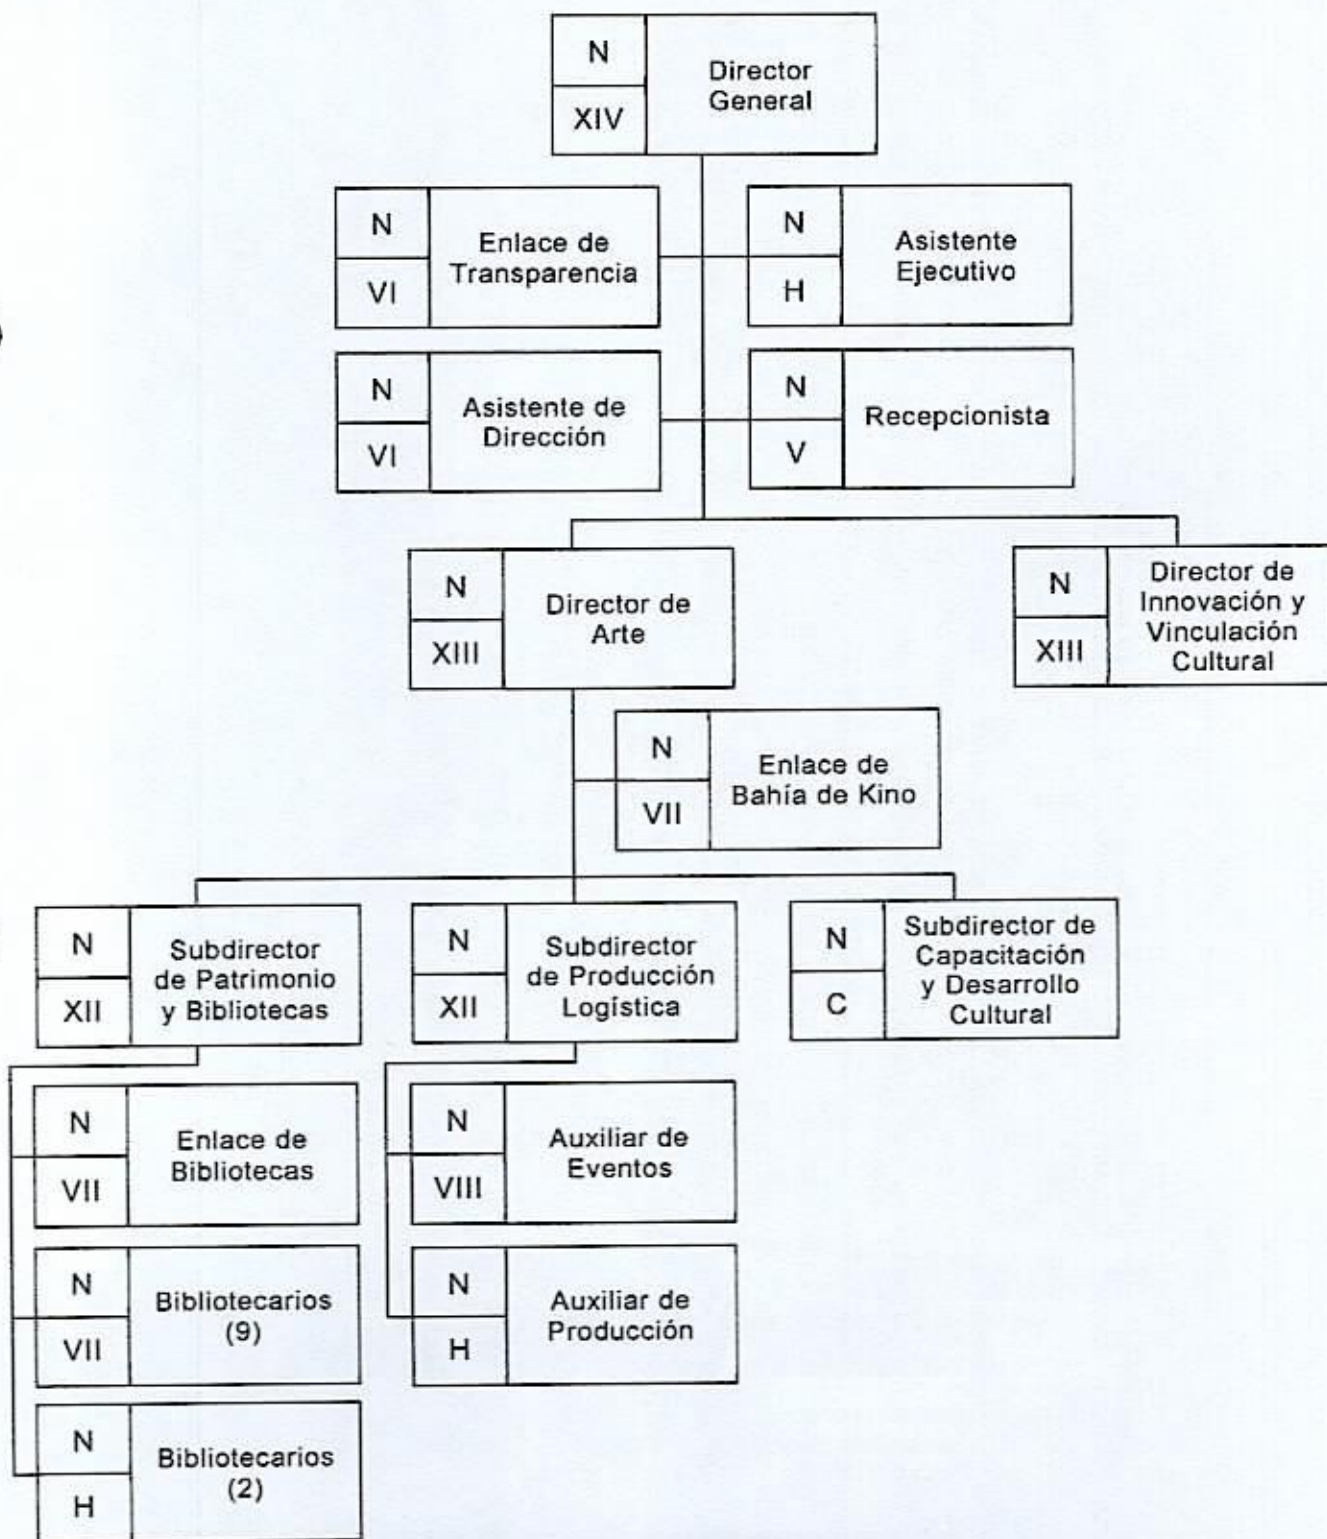 N
XIV
Director
General
N
VI
Enlace de
Transparencia
N
H
Asistente
Ejecutivo
N
VI
Asistente de
Dirección
N
V
Recepcionista
N
XIII
Director de
Arte
N
XIII
Director de
Innovación y
Vinculación
Cultural
N
VII
Enlace de
Bahía de Kino
N
XII
Subdirector
de Patrimonio
y Bibliotecas
N
XII
Subdirector
de Producción
Logística
N
C
Subdirector de
Capacitación
y Desarrollo
Cultural
N
VII
Enlace de
Bibliotecas
N
VIII
Auxiliar de
Eventos
N
VII
Bibliotecarios
(9)
N
H
Auxiliar de
Producción
N
H
Bibliotecarios
(2)